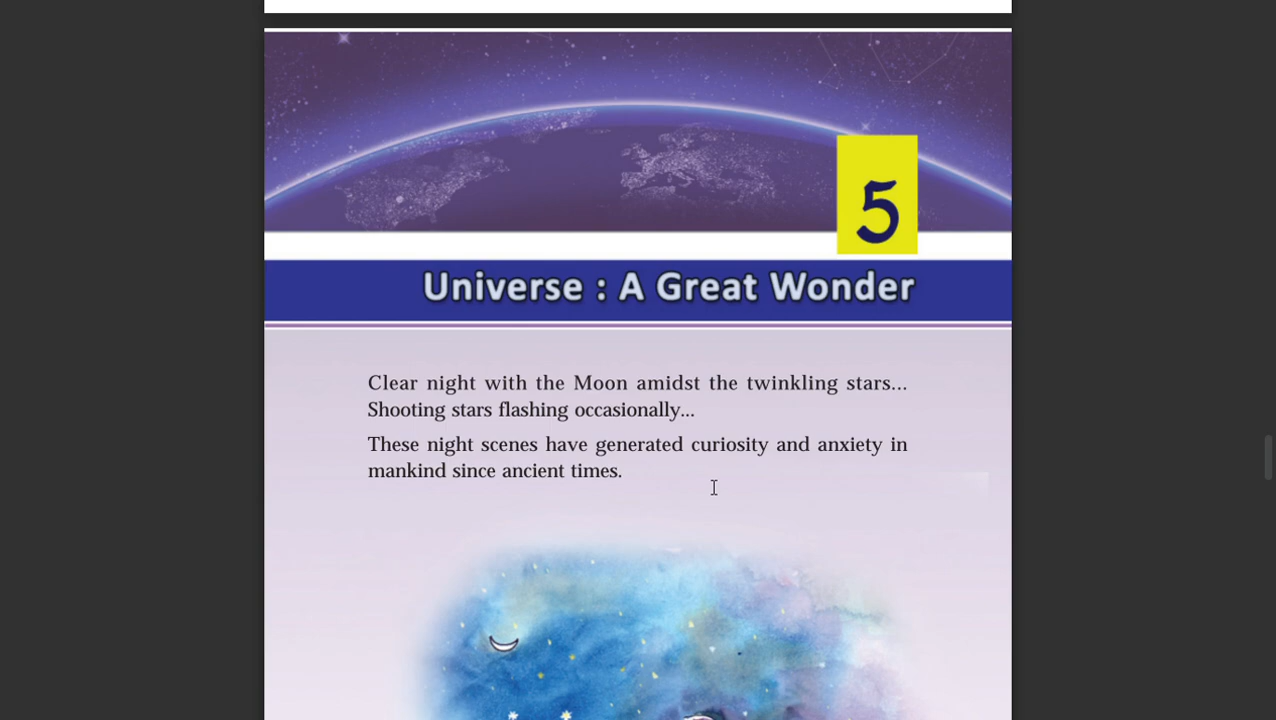 5
Universe : A Great Wonder
Clear night with the Moon amidst the twinkling stars...
Shooting stars flashing occasionally...
These night scenes have generated curiosity and anxiety in
mankind since ancient times.